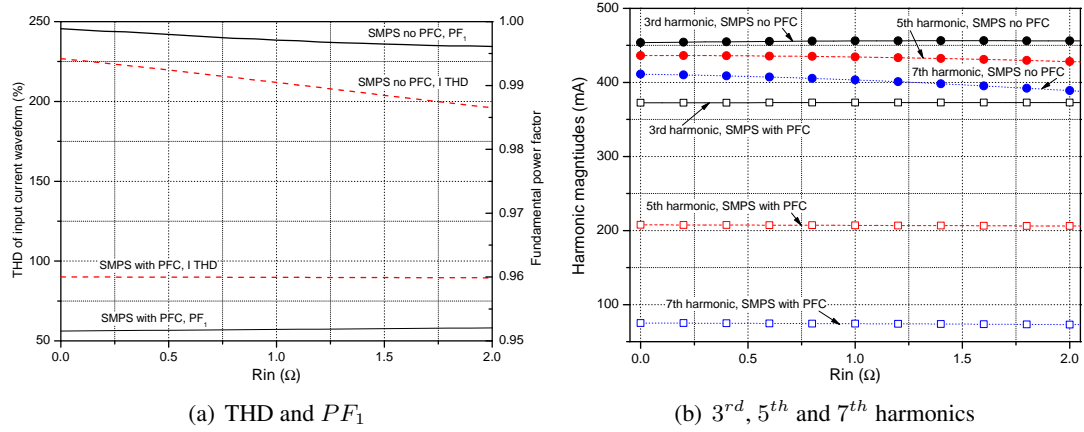 250
200
150
100
50
THD of input current waveform (%)
SMPS no PFC, PF1
SMPS no PFC, I THD
SMPS with PFC, I THD
SMPS with PFC, PF1
1.00
0.99
0.98
0.97
0.96
0.95
Fundamental power factor
0.0 0.5 1.0 1.5 2.0
Rin (Ω)
(a) THD and PF1
500
450
400
350
300
250
200
150
100
50
Harmonic magntiudes (mA)
3rd harmonic, SMPS no PFC
5th harmonic, SMPS no PFC
7th harmonic, SMPS no PFC
3rd harmonic, SMPS with PFC
5th harmonic, SMPS with PFC
7th harmonic, SMPS with PFC
0.0 0.5 1.0 1.5 2.0
Rin (Ω)
(b) 3rd, 5th and 7th harmonics